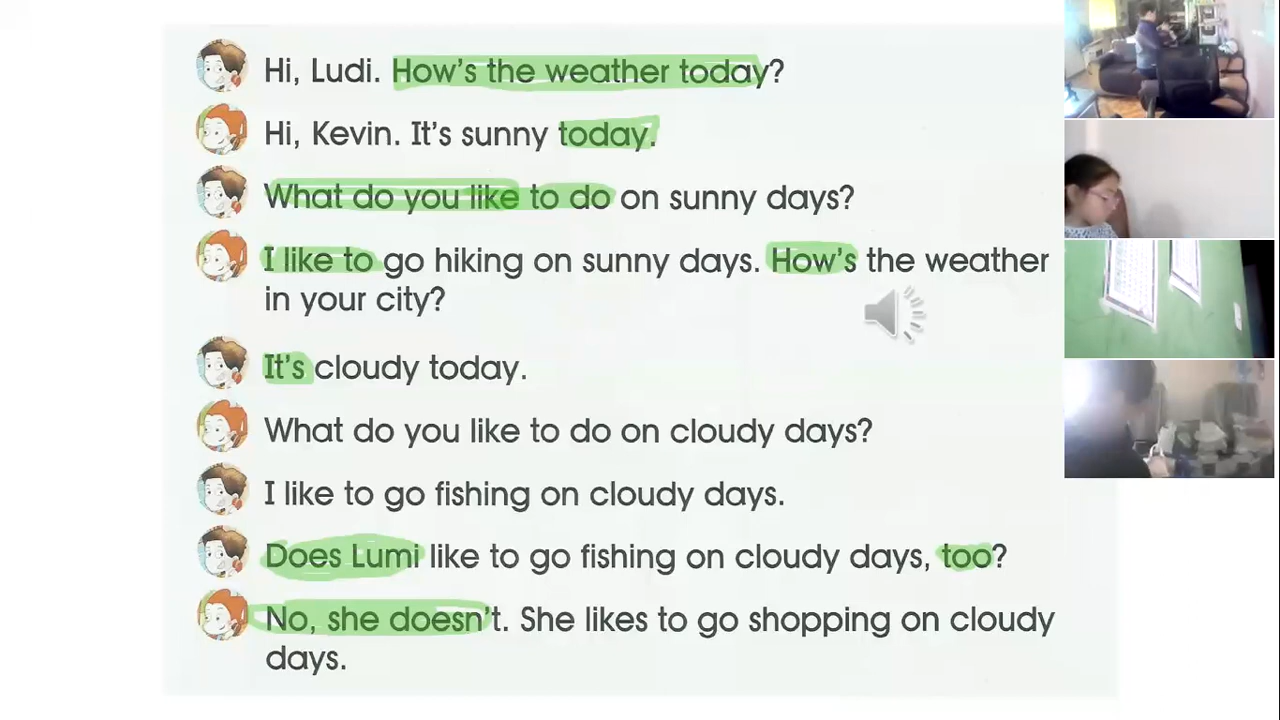 Hi, Ludi. How's the weather today?
Hi, Kevin. It's sunny today.
What do you like to do on sunny days?
I like to go hiking on sunny days. How's the weather
in your city?
It's cloudy today.
What do you like to do on cloudy days?
I like to go fishing on cloudy days.
Does Lumi like to go fishing on cloudy days, too?
No, she doesn't. She likes to go shopping on cloudy
days.